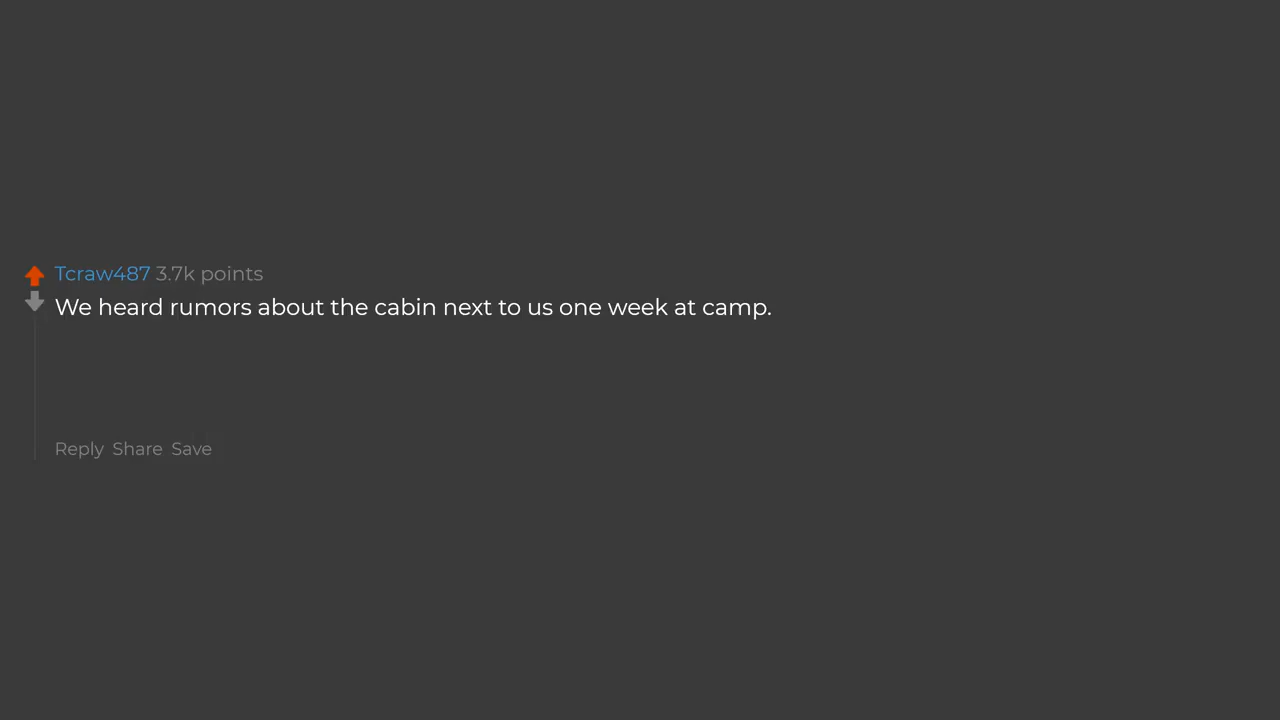 Tcraw487 3.7k points
We heard rumors about the cabin next to us one week at camp.
Reply Share Save